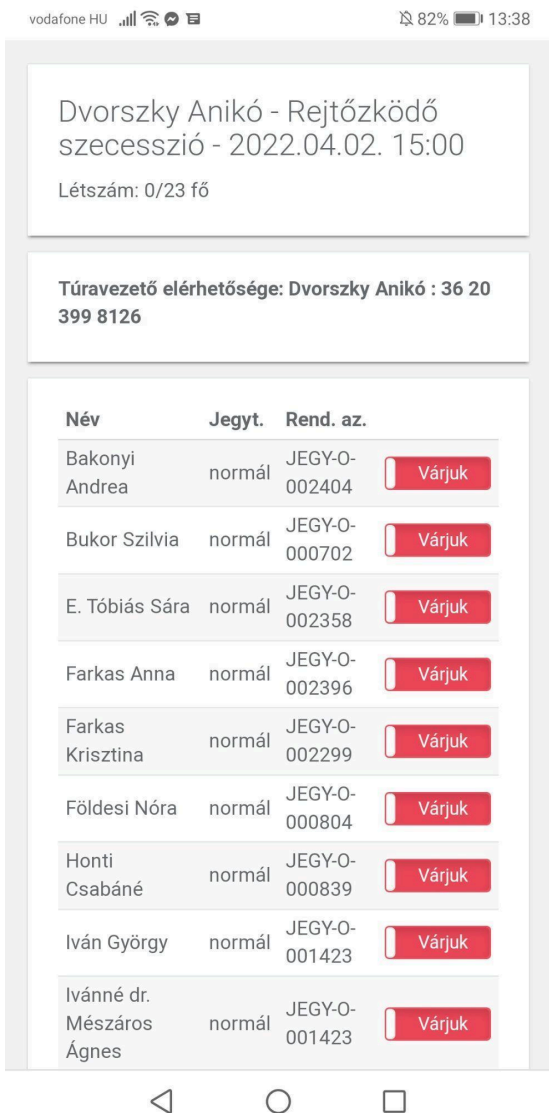 vodafone HU 82% 13:38
Dvorszky Anikó - Rejtőzködő
szecesszió - 2022.04.02. 15:00
Létszám: 0/23 fő
Túravezető elérhetősége: Dvorszky Anikó : 36 20
399 8126
Név Jegyt. Rend. az.
Bakonyi
Andrea normál JEGY-O-
002404 Várjuk
Bukor Szilvia normál JEGY-O-
000702 Várjuk
E. Tóbiás Sára normál JEGY-O-
002358 Várjuk
Farkas Anna normál JEGY-O-
002396 Várjuk
Farkas
Krisztina normál JEGY-O-
002299 Várjuk
Földesi Nóra normál JEGY-O-
000804 Várjuk
Honti
Csabáné normál JEGY-O-
000839 Várjuk
Iván György normál JEGY-O-
001423 Várjuk
Ivánné dr.
Mészáros
Ágnes normál JEGY-O-
001423 Várjuk